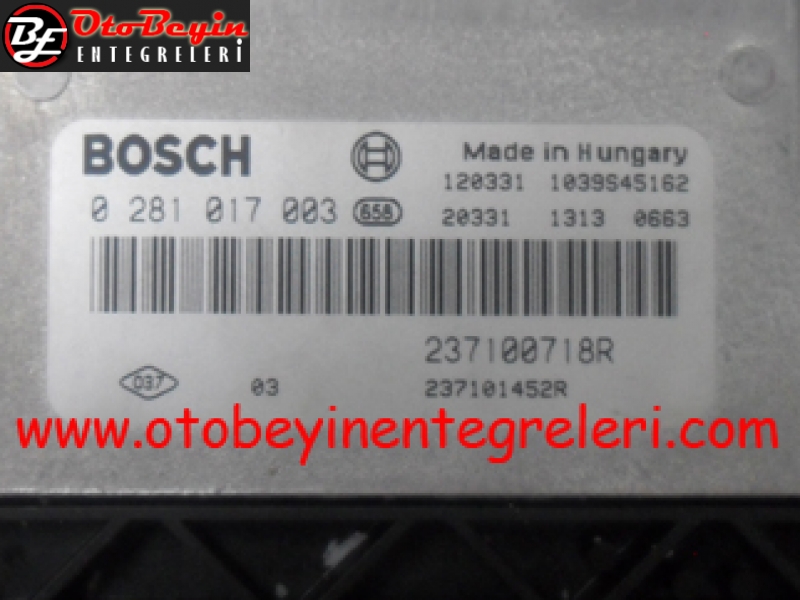 BF OtoBeyin
ENTEGRELERİ
BOSCH
Made in Hungary
120331 1039S45162
0 281 017 003 658
20331 1313 0663
237100718R
037 03 237101452R
www.otobeyinentegreleri.com